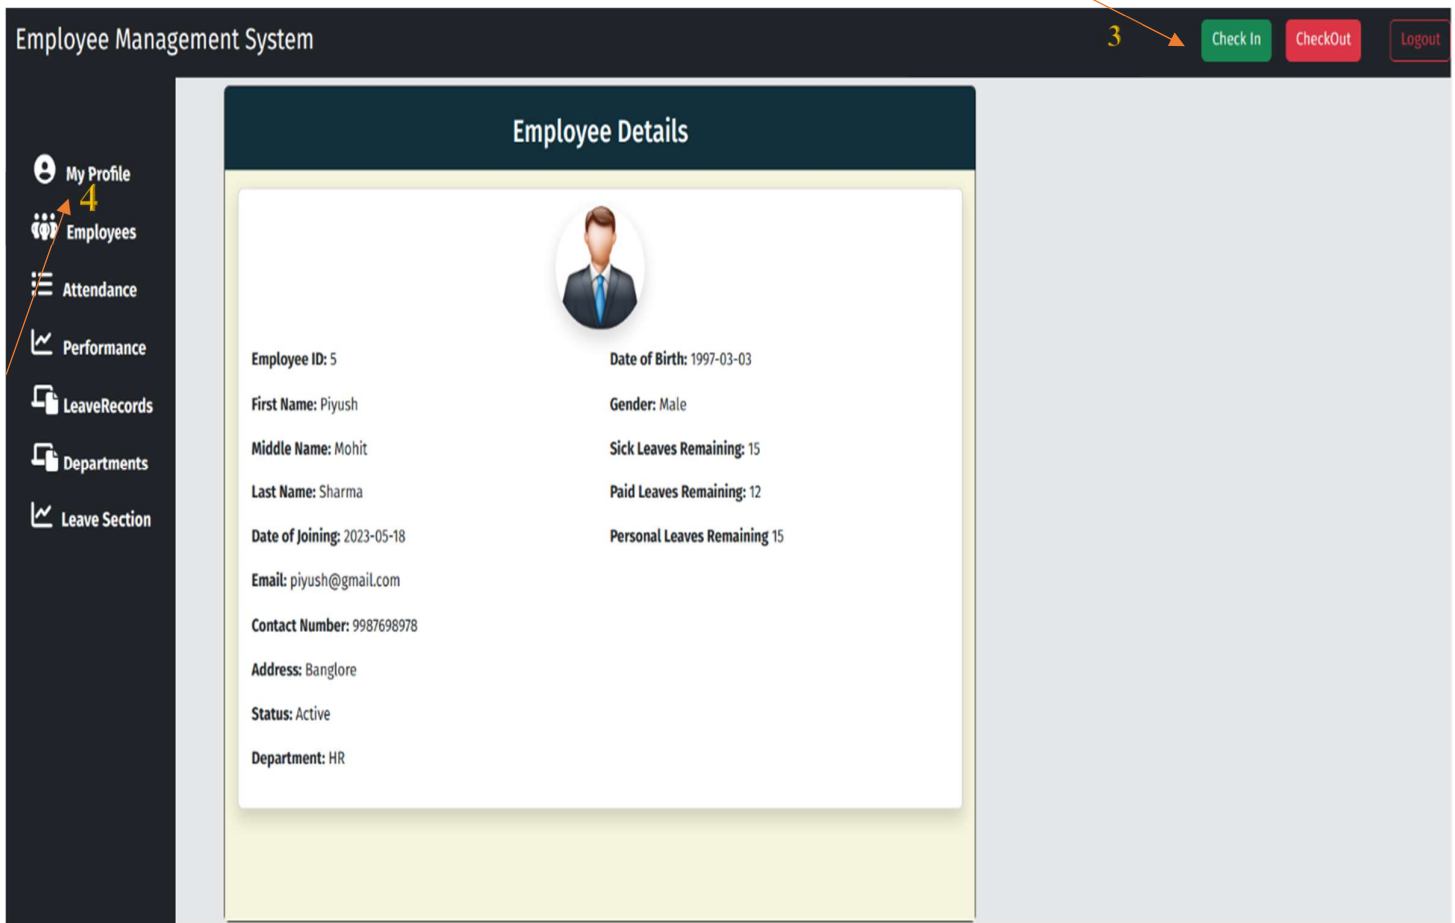 Employee Management System
3
Check In
CheckOut
Logout
Employee Details
My Profile
4
Employees
Attendance
Performance
LeaveRecords
Departments
Leave Section
Employee ID: 5
First Name: Piyush
Middle Name: Mohit
Last Name: Sharma
Date of Joining: 2023-05-18
Email: piyush@gmail.com
Contact Number: 9987698978
Address: Banglore
Status: Active
Department: HR
Date of Birth: 1997-03-03
Gender: Male
Sick Leaves Remaining: 15
Paid Leaves Remaining: 12
Personal Leaves Remaining 15